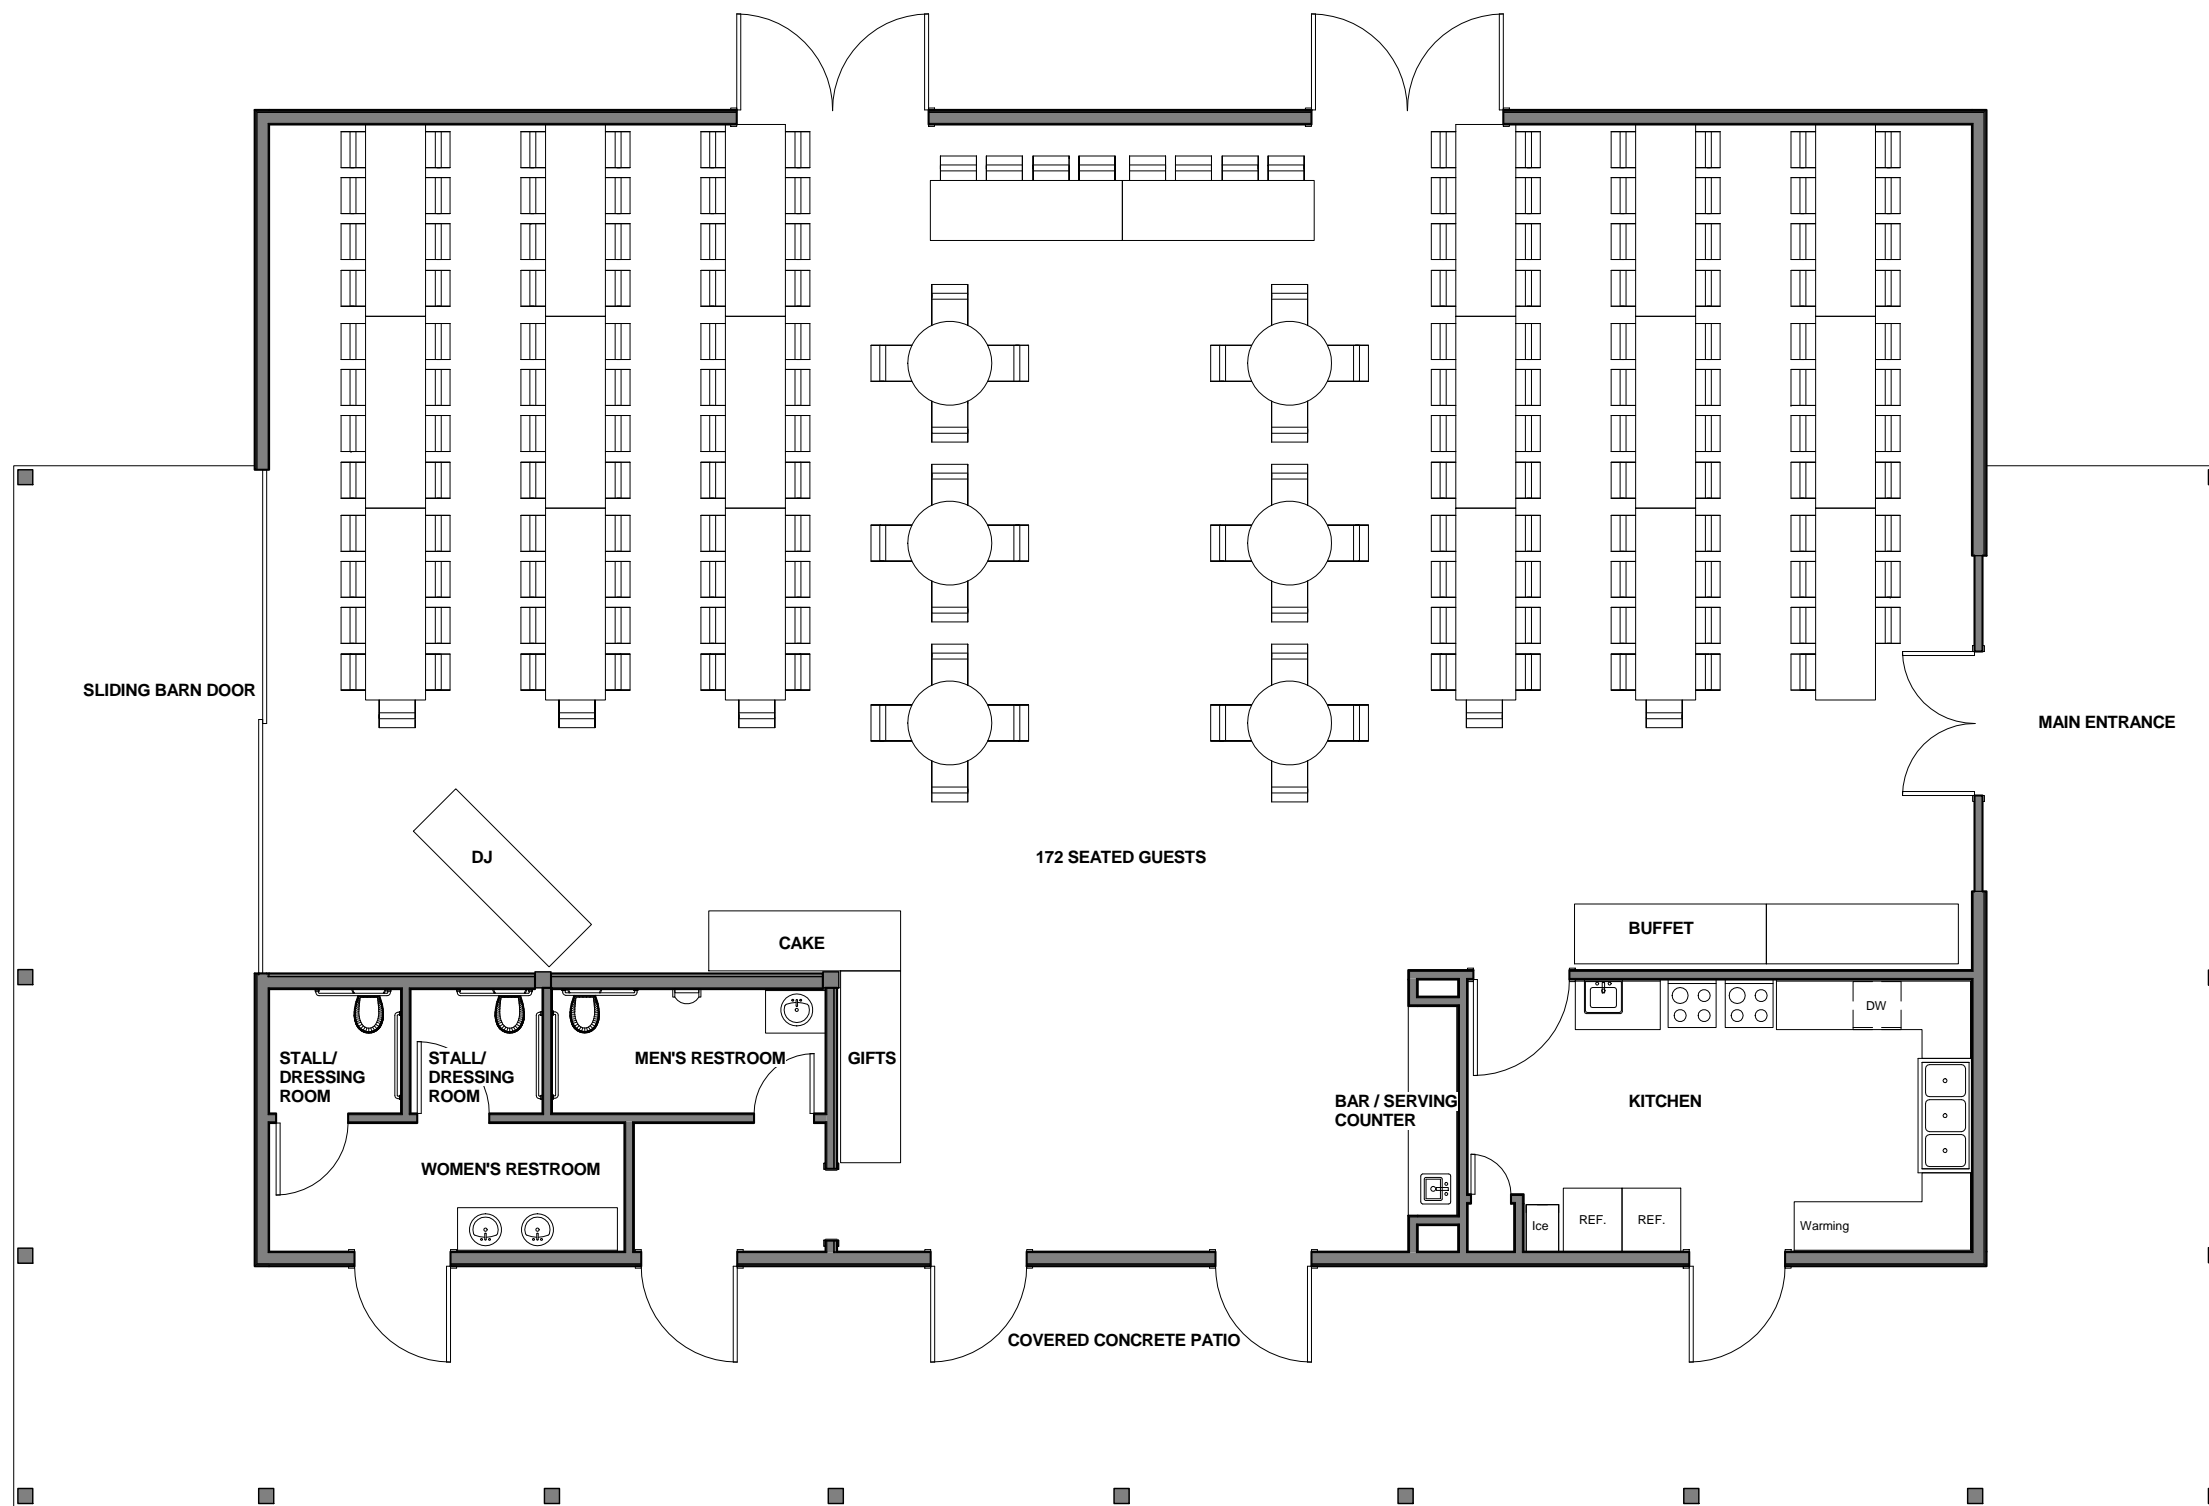 SLIDING BARN DOOR
MAIN ENTRANCE
DJ
172 SEATED GUESTS
CAKE
BUFFET
STALL/
DRESSING
ROOM
STALL/
DRESSING
ROOM
MEN'S RESTROOM
GIFTS
DW
BAR / SERVING
COUNTER
KITCHEN
WOMEN'S RESTROOM
Ice
REF.
REF.
Warming
COVERED CONCRETE PATIO